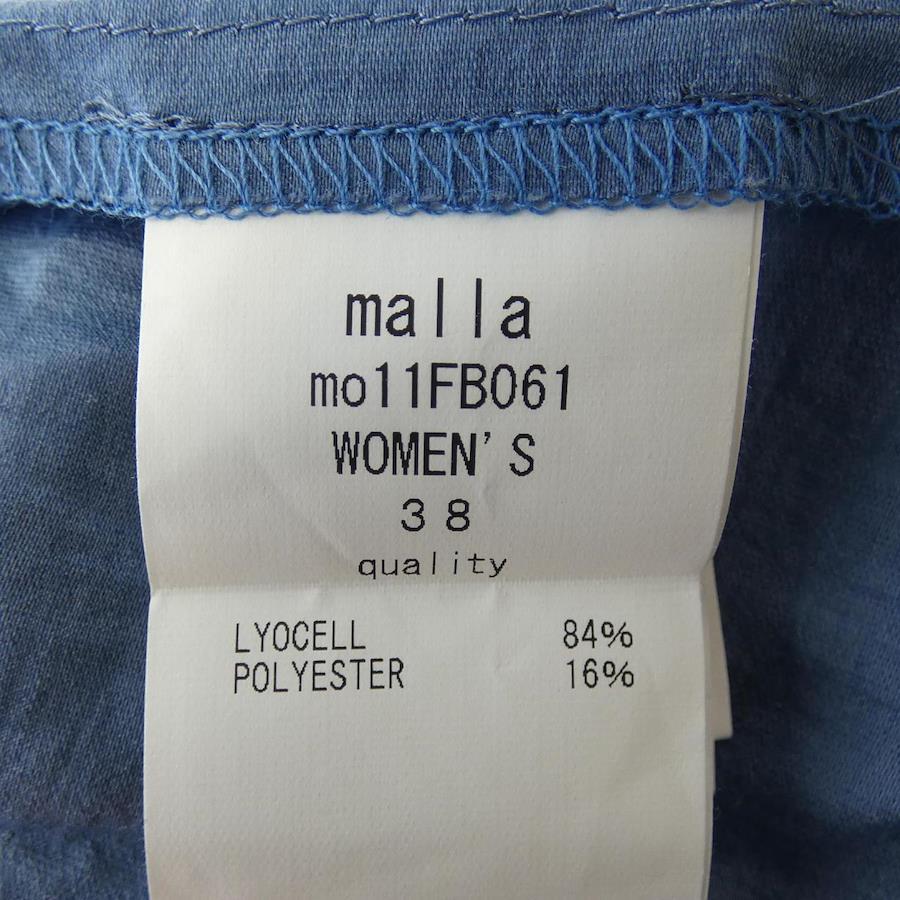 malla
mo11FB061
WOMEN'S
38
quality
LYOCELL 84%
POLYESTER 16%